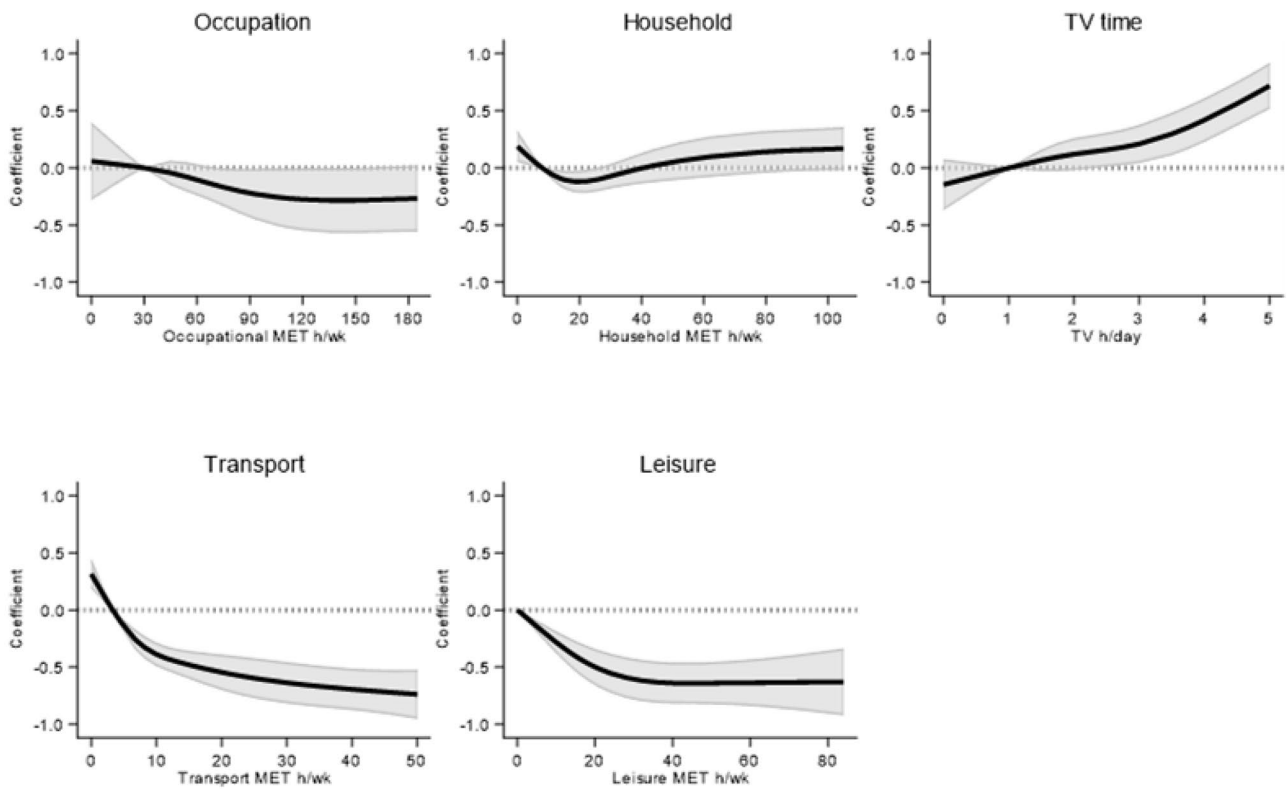 Occupation
Household
TV time
1.0
0.5
0.0
-0.5
-1.0
Coefficient
0 30 60 90 120 150 180
Occupational MET h/wk
1.0
0.5
0.0
-0.5
-1.0
Coefficient
0 20 40 60 80 100
Household MET h/wk
1.0
0.5
0.0
-0.5
-1.0
Coefficient
0 1 2 3 4 5
TV h/day
Transport
Leisure
1.0
0.5
0.0
-0.5
-1.0
Coefficient
0 10 20 30 40 50
Transport MET h/wk
1.0
0.5
0.0
-0.5
-1.0
Coefficient
0 20 40 60 80
Leisure MET h/wk